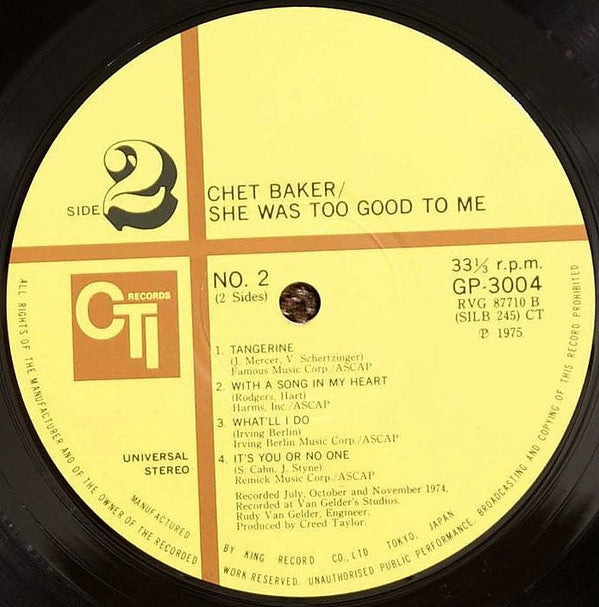 SIDE 2
CHET BAKER/
SHE WAS TOO GOOD TO ME
CTI RECORDS
NO. 2
(2 Sides)
33⅓ r.p.m.
GP-3004
RVG 87710 B
(SILB 245) CT
℗ 1975
1. TANGERINE
(J. Mercer, V. Schertzinger)
Famous Music Corp./ASCAP
2. WITH A SONG IN MY HEART
(Rodgers, Hart)
Harms, Inc./ASCAP
3. WHAT'LL I DO
(Irving Berlin)
Irving Berlin Music Corp./ASCAP
4. IT'S YOU OR NO ONE
(S. Cahn, J. Styne)
Remick Music Corp./ASCAP
UNIVERSAL
STEREO
Recorded July, October and November 1974.
Recorded at Van Gelder's Studios.
Rudy Van Gelder, Engineer.
Produced by Creed Taylor.
MANUFACTURED BY KING RECORD CO., LTD. TOKYO, JAPAN
ALL RIGHTS OF THE MANUFACTURER AND OF THE OWNER OF THE RECORDED WORK RESERVED. UNAUTHORISED PUBLIC PERFORMANCE, BROADCASTING AND COPYING OF THIS RECORD PROHIBITED